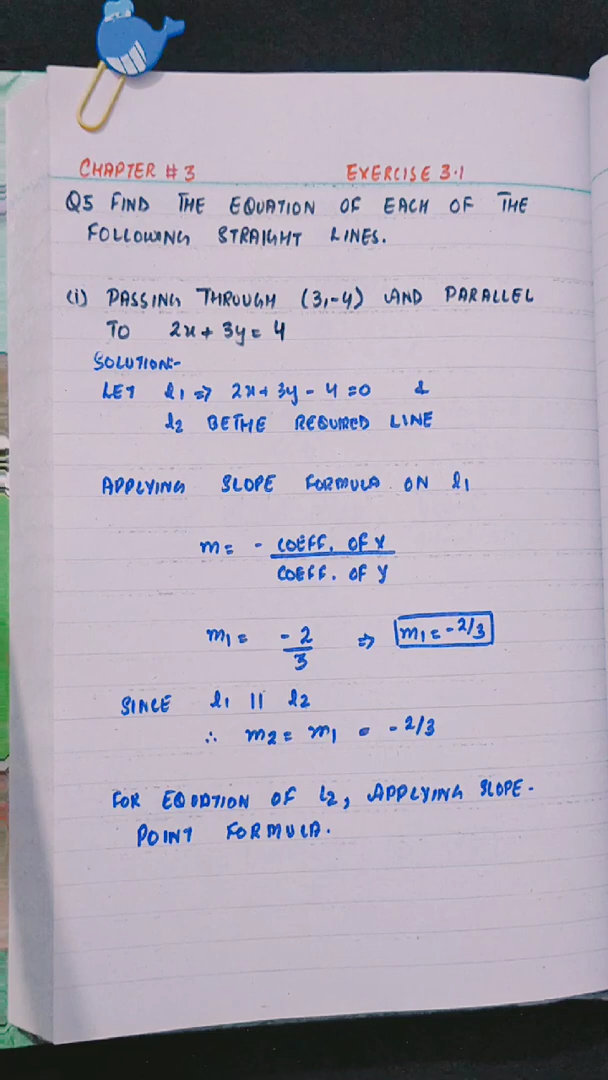 CHAPTER # 3 EXERCISE 3.1
Q5 FIND THE EQUATION OF EACH OF THE
FOLLOWING STRAIGHT LINES.
(i) PASSING THROUGH (3,-4) AND PARALLEL
TO 2x + 3y = 4
SOLUTION:-
LET l1 => 2x + 3y - 4 = 0 &
l2 BE THE REQUIRED LINE
APPLYING SLOPE FORMULA ON l1
m = - COEFF. OF X
COEFF. OF Y
m1 = -2/3 => m1 = -2/3
SINCE l1 || l2
∴ m2 = m1 = -2/3
FOR EQUATION OF L2, APPLYING SLOPE-
POINT FORMULA.